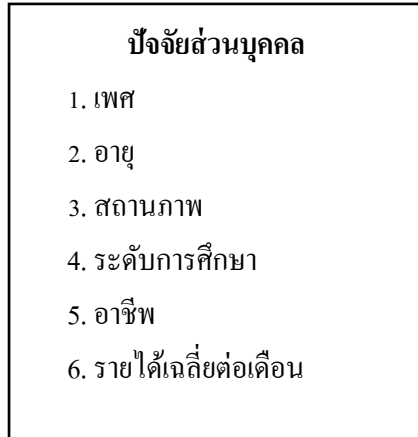 ปัจจัยส่วนบุคคล
1. เพศ
2. อายุ
3. สถานภาพ
4. ระดับการศึกษา
5. อาชีพ
6. รายได้เฉลี่ยต่อเดือน